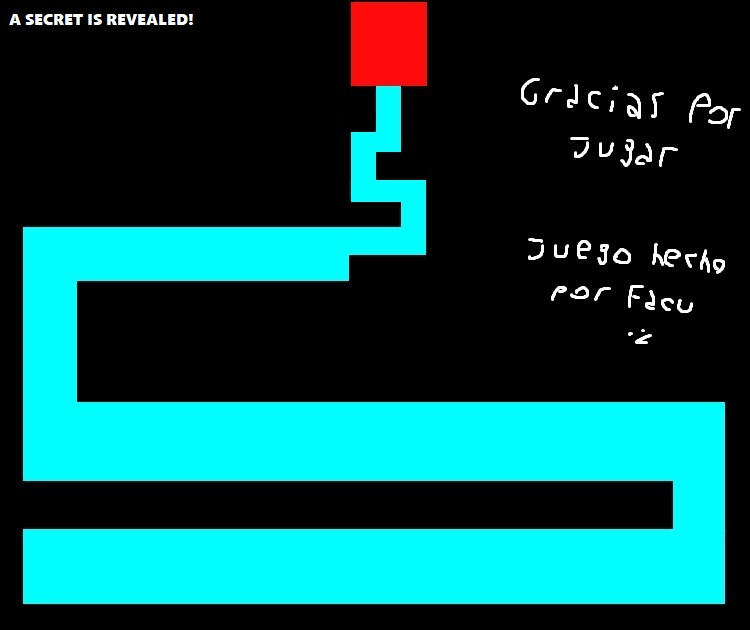 A SECRET IS REVEALED!
Gracias Por
Jugar
Juego hecho
por Facu
:)